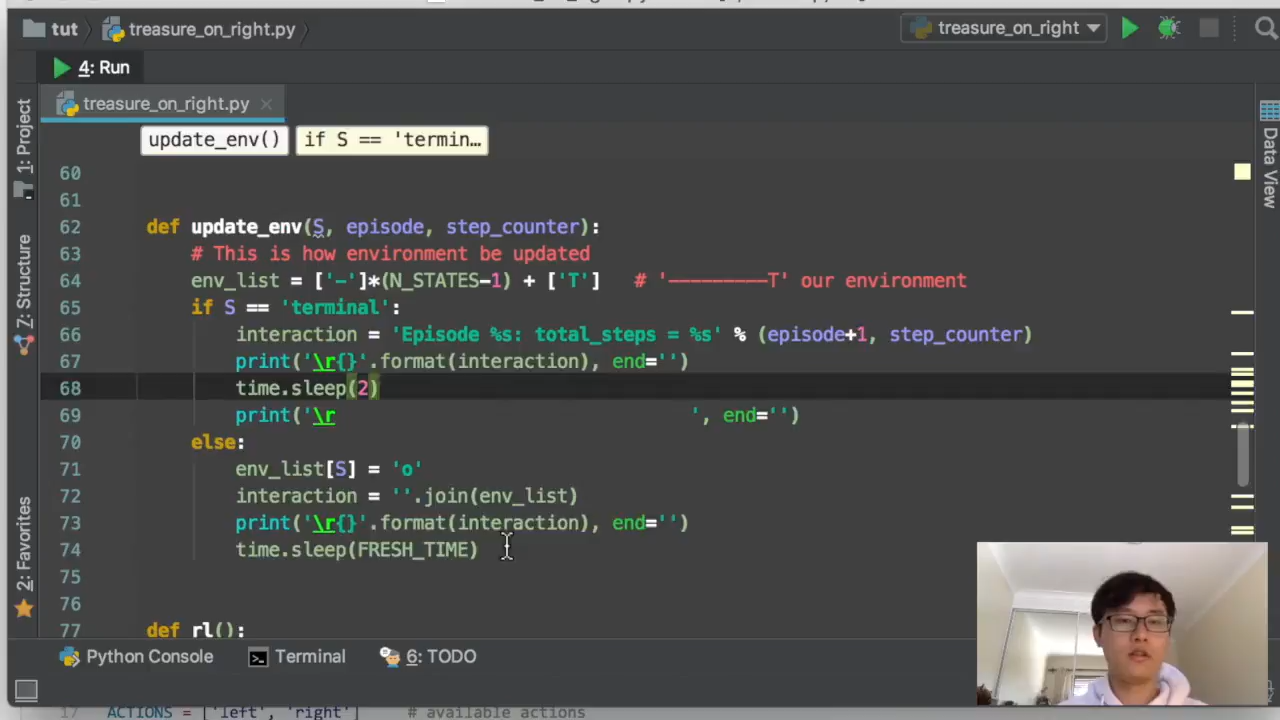 tut treasure_on_right.py treasure_on_right
4: Run
treasure_on_right.py
update_env() if S == 'termin…
1: Project
Z: Structure
2: Favorites
Data View
60
61
62 def update_env(S, episode, step_counter):
63 # This is how environment be updated
64 env_list = ['-']*(N_STATES-1) + ['T'] # '---------T' our environment
65 if S == 'terminal':
66 interaction = 'Episode %s: total_steps = %s' % (episode+1, step_counter)
67 print('\r{}'.format(interaction), end='')
68 time.sleep(2)
69 print('\r ', end='')
70 else:
71 env_list[S] = 'o'
72 interaction = ''.join(env_list)
73 print('\r{}'.format(interaction), end='')
74 time.sleep(FRESH_TIME)
75
76
77 def rl():
Python Console Terminal 6: TODO
17 ACTIONS = ['left', 'right'] # available actions